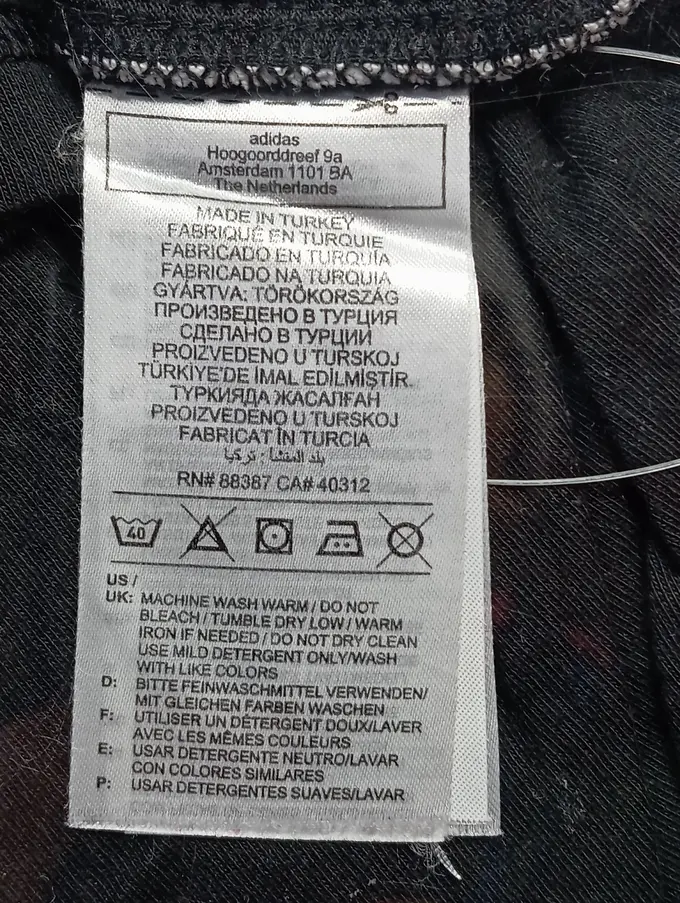 adidas
Hoogoorddreef 9a
Amsterdam 1101 BA
The Netherlands
MADE IN TURKEY
FABRIQUÉ EN TURQUIE
FABRICADO EN TURQUÍA
FABRICADO NA TURQUIA
GYÁRTVA: TÖRÖKORSZÁG
ПРОИЗВЕДЕНО В ТУРЦИЯ
СДЕЛАНО В ТУРЦИИ
PROIZVEDENO U TURSKOJ
TÜRKİYE'DE İMAL EDİLMİŞTİR.
ТУРКИЯДА ЖАСАЛҒАН
PROIZVEDENO U TURSKOJ
FABRICAT ÎN TURCIA
بلد المنشأ : تركيا
RN# 88387 CA# 40312
40
US /
UK: MACHINE WASH WARM / DO NOT
BLEACH / TUMBLE DRY LOW / WARM
IRON IF NEEDED / DO NOT DRY CLEAN
USE MILD DETERGENT ONLY/WASH
WITH LIKE COLORS
D: BITTE FEINWASCHMITTEL VERWENDEN/
MIT GLEICHEN FARBEN WASCHEN
F: UTILISER UN DÉTERGENT DOUX/LAVER
AVEC LES MÊMES COULEURS
E: USAR DETERGENTE NEUTRO/LAVAR
CON COLORES SIMILARES
P: USAR DETERGENTES SUAVES/LAVAR